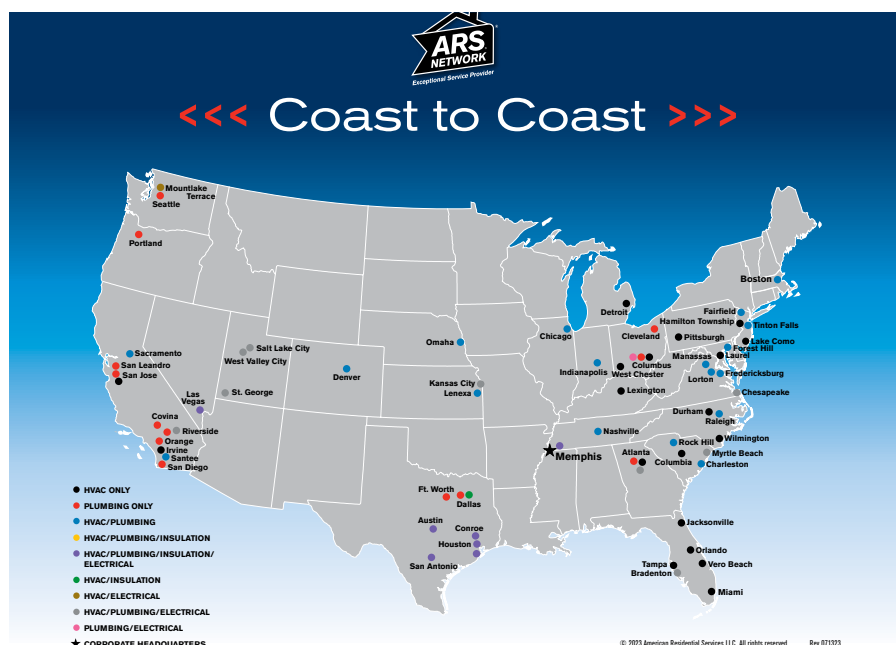 ARS
NETWORK
Exceptional Service Provider
<<< Coast to Coast >>>
Mountlake
Terrace
Seattle
Portland
Boston
Detroit
Fairfield
Hamilton Township
Tinton Falls
Chicago
Cleveland
Pittsburgh
Lake Como
Omaha
Forest Hill
Sacramento
Salt Lake City
West Valley City
Manassas
Laurel
San Leandro
Columbus
Indianapolis
West Chester
Fredericksburg
San Jose
Denver
Lorton
Kansas City
Lenexa
St. George
Lexington
Chesapeake
Las
Vegas
Durham
Raleigh
Covina
Riverside
Nashville
Orange
Rock Hill
Wilmington
Irvine
Memphis
Myrtle Beach
Santee
Atlanta
Columbia
Charleston
San Diego
Ft. Worth
Dallas
Austin
Conroe
Houston
San Antonio
Jacksonville
Orlando
Tampa
Vero Beach
Bradenton
Miami
HVAC ONLY
PLUMBING ONLY
HVAC/PLUMBING
HVAC/PLUMBING/INSULATION
HVAC/PLUMBING/INSULATION/
ELECTRICAL
HVAC/INSULATION
HVAC/ELECTRICAL
HVAC/PLUMBING/ELECTRICAL
PLUMBING/ELECTRICAL
CORPORATE HEADQUARTERS
© 2023 American Residential Services LLC. All rights reserved. Rev 071323